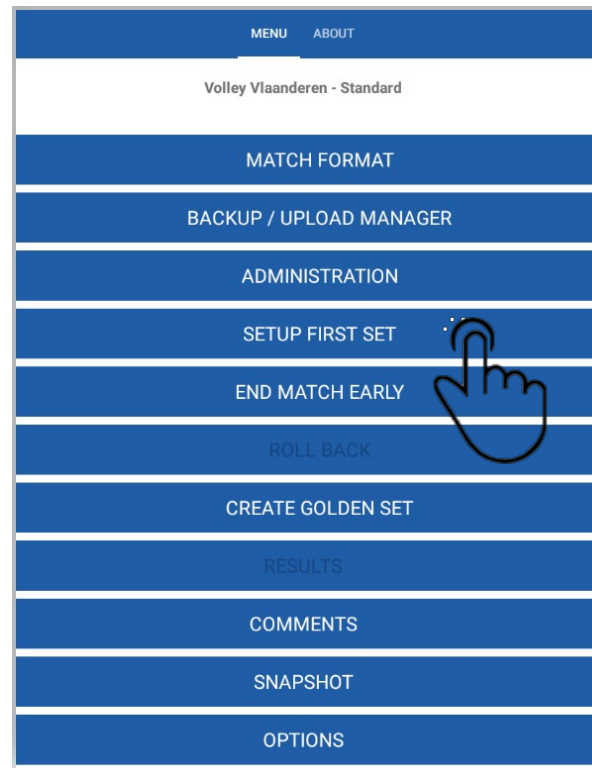 MENU ABOUT
Volley Vlaanderen - Standard
MATCH FORMAT
BACKUP / UPLOAD MANAGER
ADMINISTRATION
SETUP FIRST SET
END MATCH EARLY
ROLL BACK
CREATE GOLDEN SET
RESULTS
COMMENTS
SNAPSHOT
OPTIONS